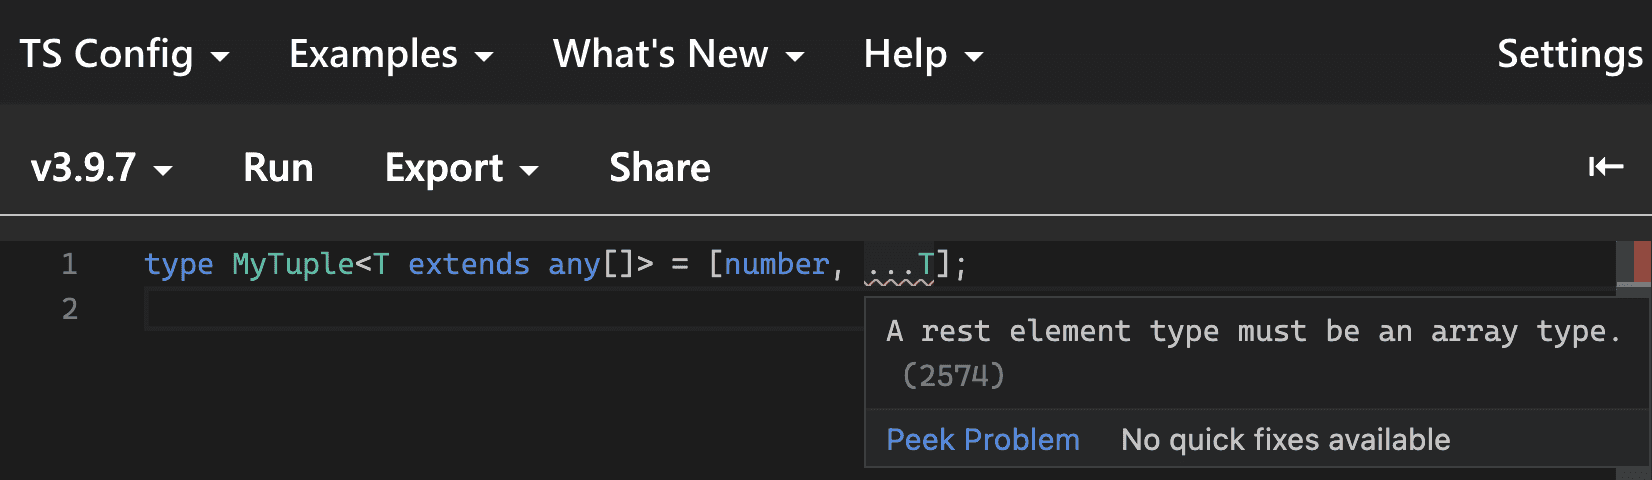 TS Config Examples What's New Help Settings
v3.9.7 Run Export Share
1 type MyTuple<T extends any[]> = [number, ...T];
2
A rest element type must be an array type.
(2574)
Peek Problem No quick fixes available